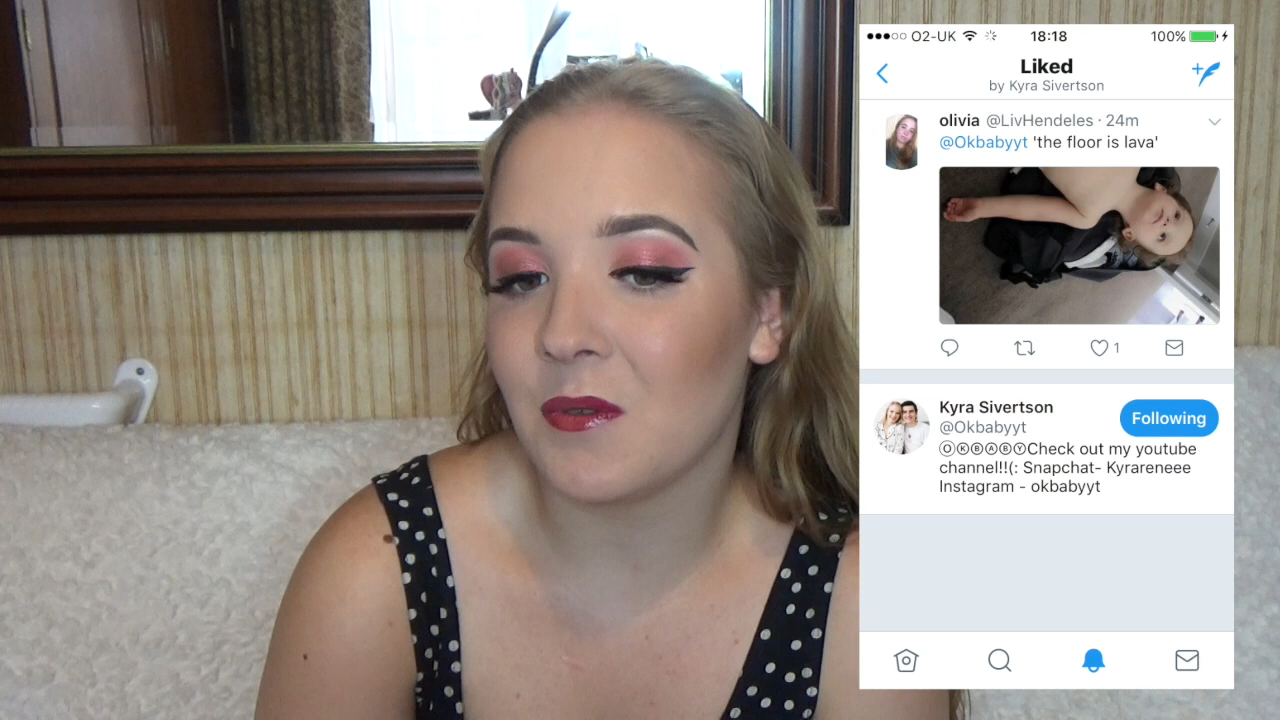 O2-UK 18:18 100%
Liked
by Kyra Sivertson
olivia @LivHendeles · 24m
@Okbabyyt 'the floor is lava'
1
Kyra Sivertson
Following
@Okbabyyt
ⓄⓀⒷⒶⒷⓎCheck out my youtube
channel!!(: Snapchat- Kyrareneee
Instagram - okbabyyt